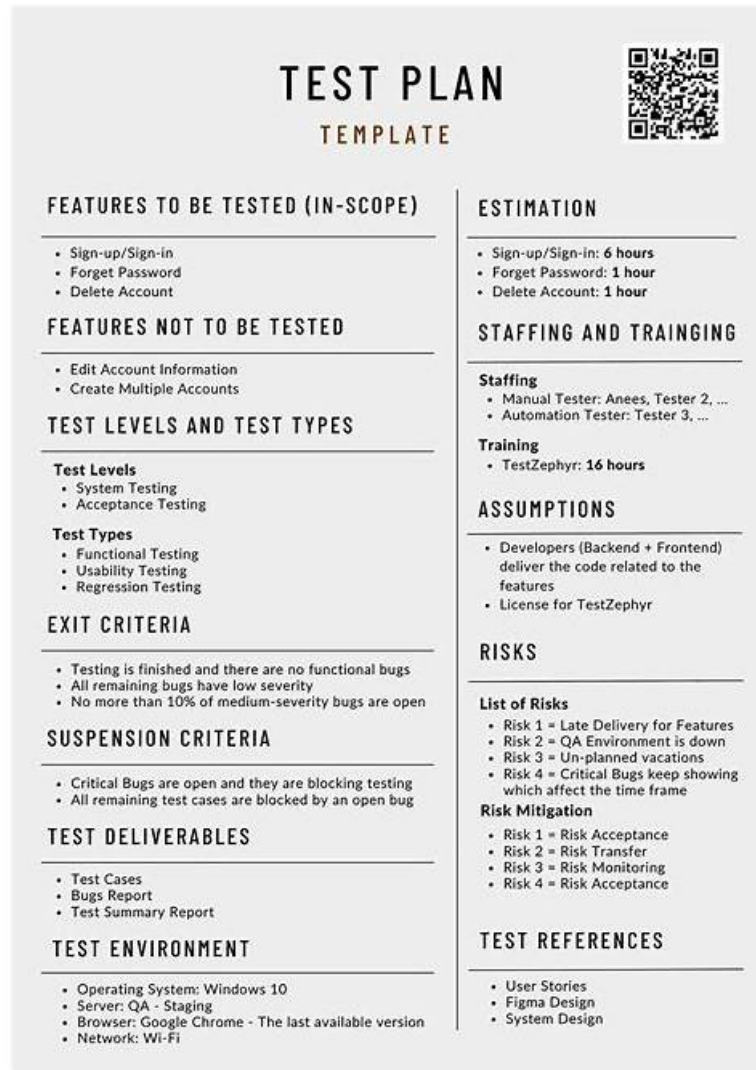 TEST PLAN
TEMPLATE
FEATURES TO BE TESTED (IN-SCOPE)
• Sign-up/Sign-in
• Forget Password
• Delete Account
FEATURES NOT TO BE TESTED
• Edit Account Information
• Create Multiple Accounts
TEST LEVELS AND TEST TYPES
Test Levels
• System Testing
• Acceptance Testing
Test Types
• Functional Testing
• Usability Testing
• Regression Testing
EXIT CRITERIA
• Testing is finished and there are no functional bugs
• All remaining bugs have low severity
• No more than 10% of medium-severity bugs are open
SUSPENSION CRITERIA
• Critical Bugs are open and they are blocking testing
• All remaining test cases are blocked by an open bug
TEST DELIVERABLES
• Test Cases
• Bugs Report
• Test Summary Report
TEST ENVIRONMENT
• Operating System: Windows 10
• Server: QA - Staging
• Browser: Google Chrome - The last available version
• Network: Wi-Fi
ESTIMATION
• Sign-up/Sign-in: 6 hours
• Forget Password: 1 hour
• Delete Account: 1 hour
STAFFING AND TRAINGING
Staffing
• Manual Tester: Anees, Tester 2, ...
• Automation Tester: Tester 3, ...
Training
• TestZephyr: 16 hours
ASSUMPTIONS
• Developers (Backend + Frontend)
deliver the code related to the
features
• License for TestZephyr
RISKS
List of Risks
• Risk 1 = Late Delivery for Features
• Risk 2 = QA Environment is down
• Risk 3 = Un-planned vacations
• Risk 4 = Critical Bugs keep showing
which affect the time frame
Risk Mitigation
• Risk 1 = Risk Acceptance
• Risk 2 = Risk Transfer
• Risk 3 = Risk Monitoring
• Risk 4 = Risk Acceptance
TEST REFERENCES
• User Stories
• Figma Design
• System Design